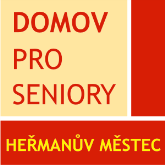 DOMOV
PRO
SENIORY
HEŘMANŮV MĚSTEC